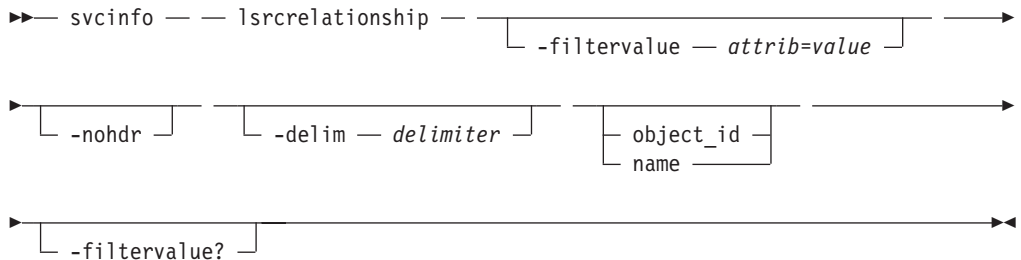 svcinfo lsrcrelationship
-filtervalue attrib=value
-nohdr -delim delimiter object_id
name
-filtervalue?